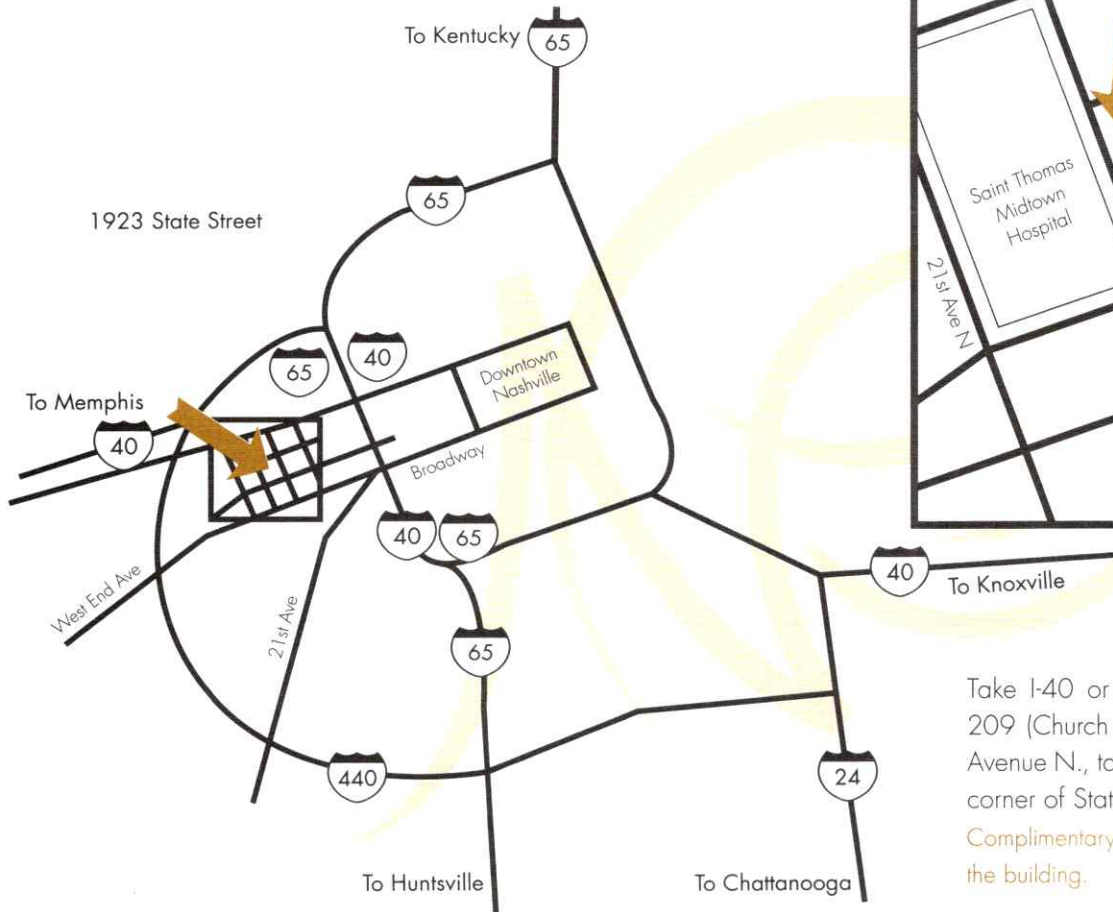 To Kentucky
65
65
1923 State Street
65
40
Downtown
Nashville
To Memphis
40
Broadway
40
65
West End Ave
21st Ave
65
40
To Knoxville
440
24
To Huntsville
To Chattanooga
Saint Thomas
Midtown
Hospital
21st Ave N
Take I-40 or
209 (Church
Avenue N.,
corner of
Complimentary
the building.